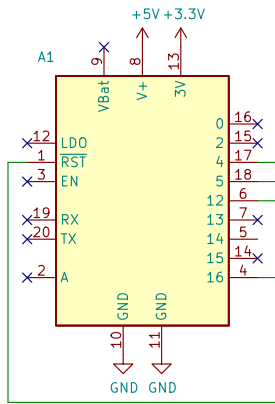 +5V +3.3V
A1
9 8 13
VBat V+ 3V
0 16
12 LDO 2 15
1 RST 4 17
3 EN 5 18
12 6
19 RX 13 7
20 TX 14 5
15 14
2 A 16 4
GND GND
10 11
GND GND